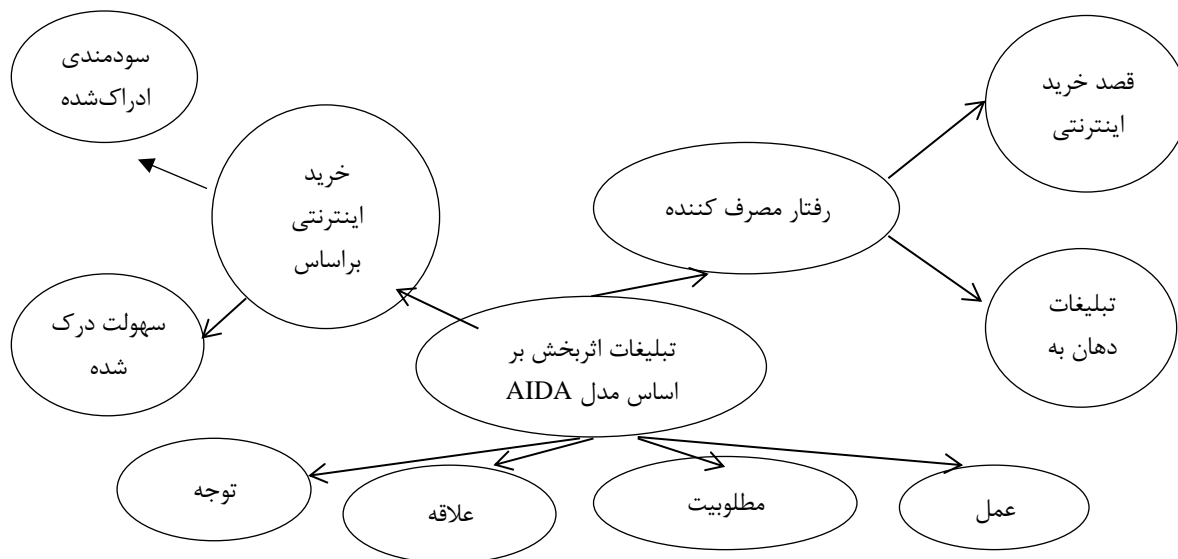 سودمندی
ادراک‌شده
قصد خرید
اینترنتی
خرید
اینترنتی
براساس
رفتار مصرف کننده
سهولت درک
شده
تبلیغات
دهان به
تبلیغات اثربخش بر
اساس مدل AIDA
توجه
علاقه
مطلوبیت
عمل